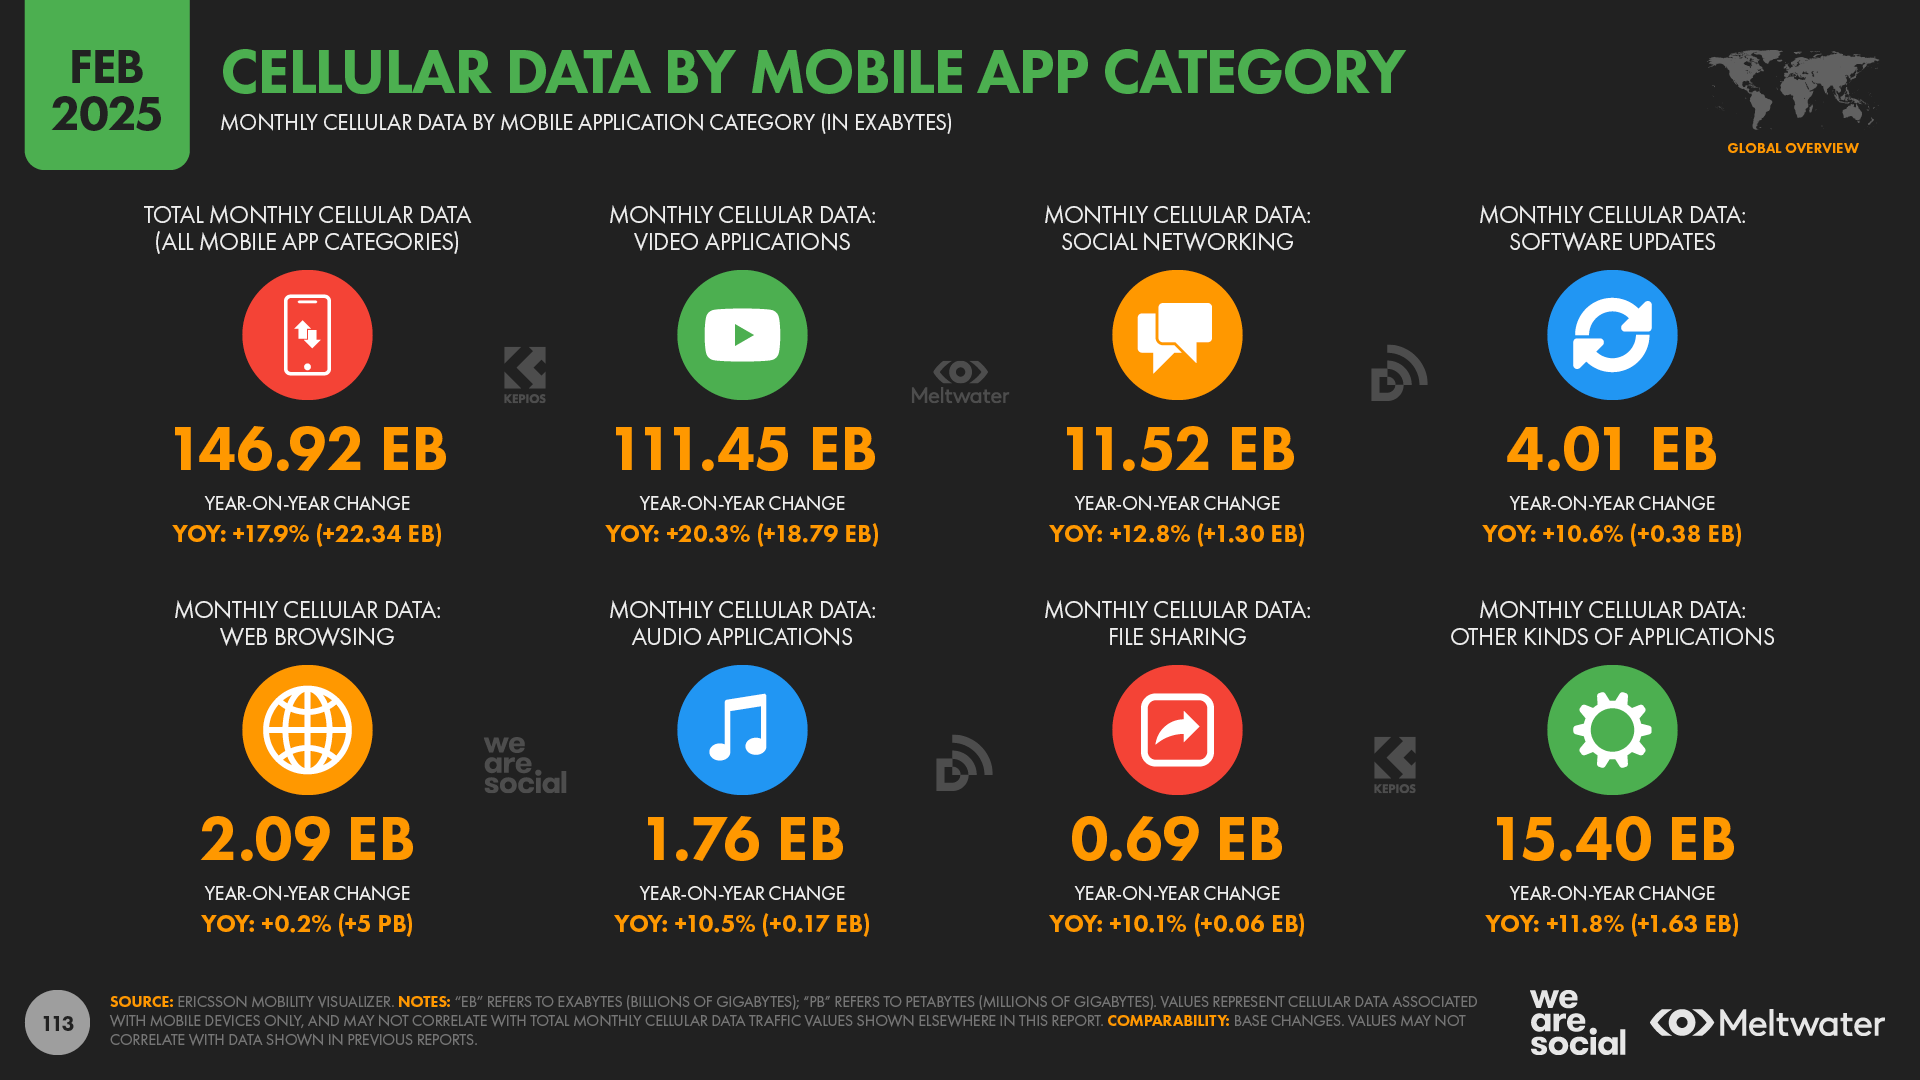 FEB
2025
CELLULAR DATA BY MOBILE APP CATEGORY
MONTHLY CELLULAR DATA BY MOBILE APPLICATION CATEGORY (IN EXABYTES)
GLOBAL OVERVIEW
TOTAL MONTHLY CELLULAR DATA
(ALL MOBILE APP CATEGORIES)
146.92 EB
YEAR-ON-YEAR CHANGE
YOY: +17.9% (+22.34 EB)
KEPIOS
MONTHLY CELLULAR DATA:
VIDEO APPLICATIONS
111.45 EB
YEAR-ON-YEAR CHANGE
YOY: +20.3% (+18.79 EB)
Meltwater
MONTHLY CELLULAR DATA:
SOCIAL NETWORKING
11.52 EB
YEAR-ON-YEAR CHANGE
YOY: +12.8% (+1.30 EB)
MONTHLY CELLULAR DATA:
SOFTWARE UPDATES
4.01 EB
YEAR-ON-YEAR CHANGE
YOY: +10.6% (+0.38 EB)
MONTHLY CELLULAR DATA:
WEB BROWSING
2.09 EB
YEAR-ON-YEAR CHANGE
YOY: +0.2% (+5 PB)
we
are
social
MONTHLY CELLULAR DATA:
AUDIO APPLICATIONS
1.76 EB
YEAR-ON-YEAR CHANGE
YOY: +10.5% (+0.17 EB)
MONTHLY CELLULAR DATA:
FILE SHARING
0.69 EB
YEAR-ON-YEAR CHANGE
YOY: +10.1% (+0.06 EB)
KEPIOS
MONTHLY CELLULAR DATA:
OTHER KINDS OF APPLICATIONS
15.40 EB
YEAR-ON-YEAR CHANGE
YOY: +11.8% (+1.63 EB)
113
SOURCE: ERICSSON MOBILITY VISUALIZER. NOTES: “EB” REFERS TO EXABYTES (BILLIONS OF GIGABYTES); “PB” REFERS TO PETABYTES (MILLIONS OF GIGABYTES). VALUES REPRESENT CELLULAR DATA ASSOCIATED
WITH MOBILE DEVICES ONLY, AND MAY NOT CORRELATE WITH TOTAL MONTHLY CELLULAR DATA TRAFFIC VALUES SHOWN ELSEWHERE IN THIS REPORT. COMPARABILITY: BASE CHANGES. VALUES MAY NOT
CORRELATE WITH DATA SHOWN IN PREVIOUS REPORTS.
we
are
social
Meltwater